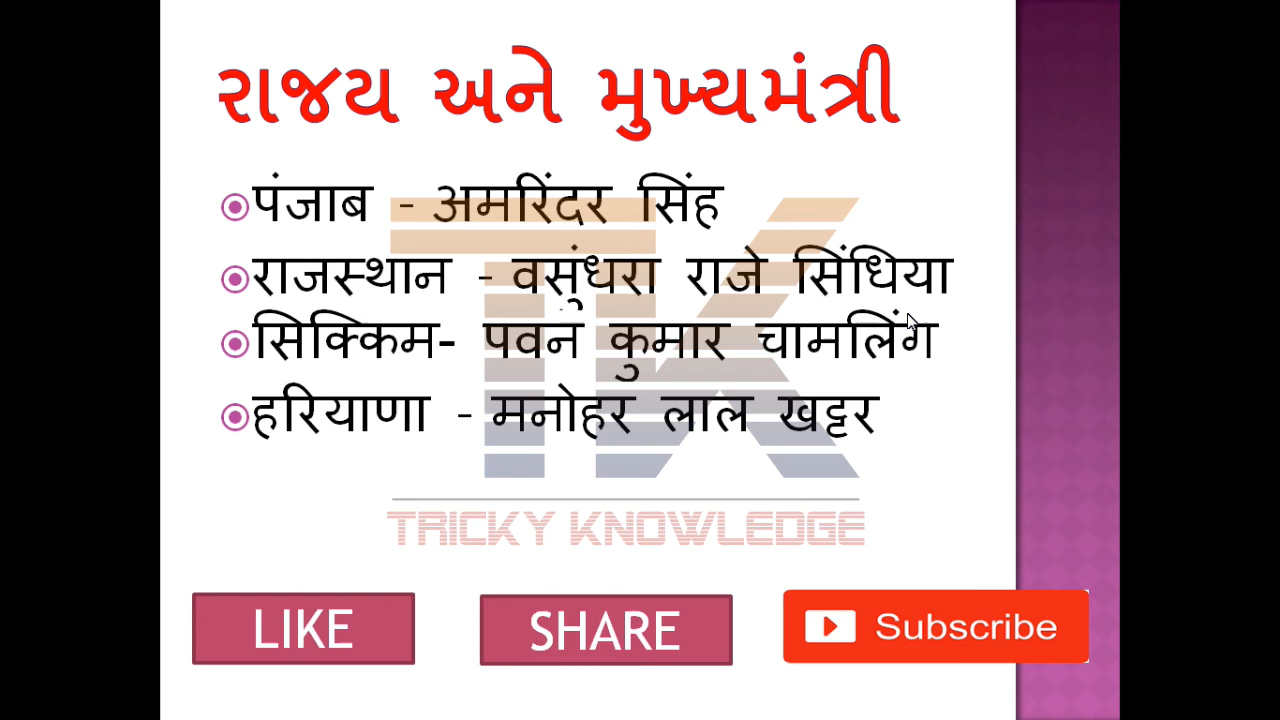 રાજય અને મુખ્યમંત્રી
पंजाब - अमरिंदर सिंह
राजस्थान - वसुंधरा राजे सिंधिया
सिक्किम- पवन कुमार चामलिंग
हरियाणा - मनोहर लाल खट्टर
TK
TRICKY KNOWLEDGE
LIKE SHARE Subscribe